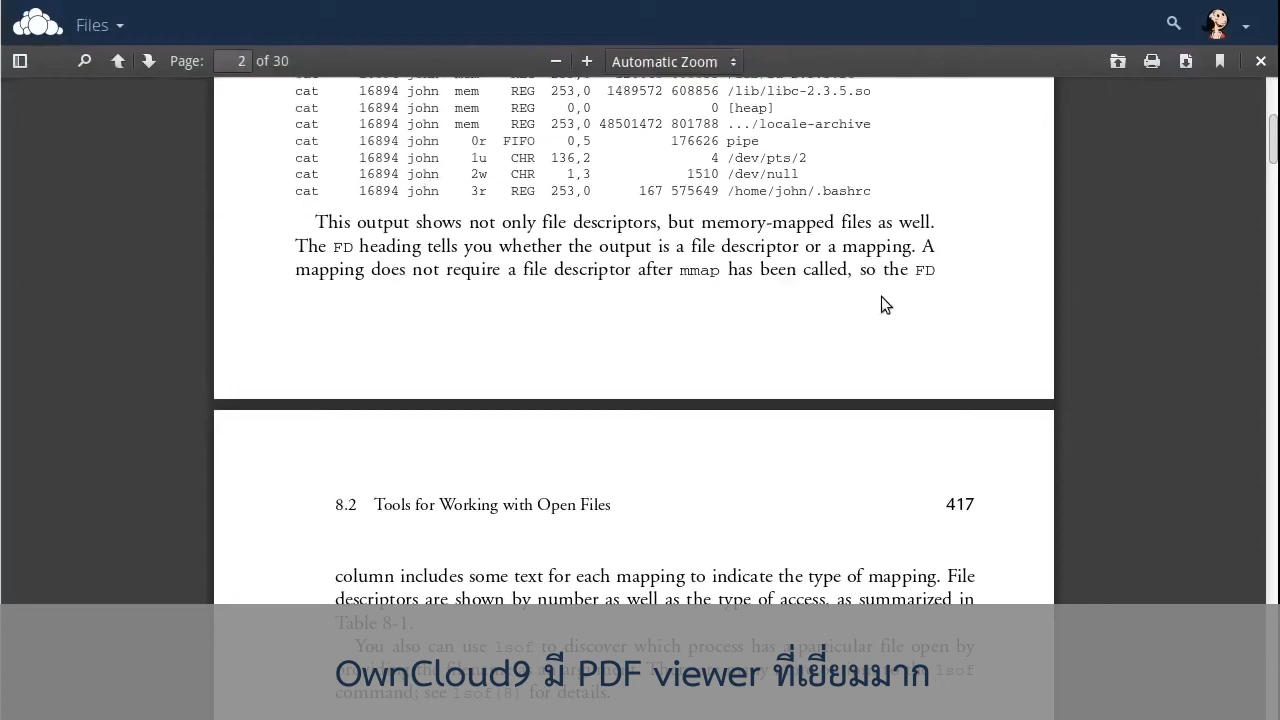 Files
Page: 2 of 30
Automatic Zoom
cat 16894 john mem REG 253,0 1489572 608856 /lib/libc-2.3.5.so
cat 16894 john mem REG 0,0 0 [heap]
cat 16894 john mem REG 253,0 48501472 801788 .../locale-archive
cat 16894 john 0r FIFO 0,5 176626 pipe
cat 16894 john 1u CHR 136,2 4 /dev/pts/2
cat 16894 john 2w CHR 1,3 1510 /dev/null
cat 16894 john 3r REG 253,0 167 575649 /home/john/.bashrc
This output shows not only file descriptors, but memory-mapped files as well.
The FD heading tells you whether the output is a file descriptor or a mapping. A
mapping does not require a file descriptor after mmap has been called, so the FD
8.2 Tools for Working with Open Files 417
column includes some text for each mapping to indicate the type of mapping. File
descriptors are shown by number as well as the type of access, as summarized in
Table 8-1.
You also can use lsof to discover which process has a particular file open by
lsof
command; see lsof(8) for details.
OwnCloud9 มี PDF viewer ที่เยี่ยมมาก